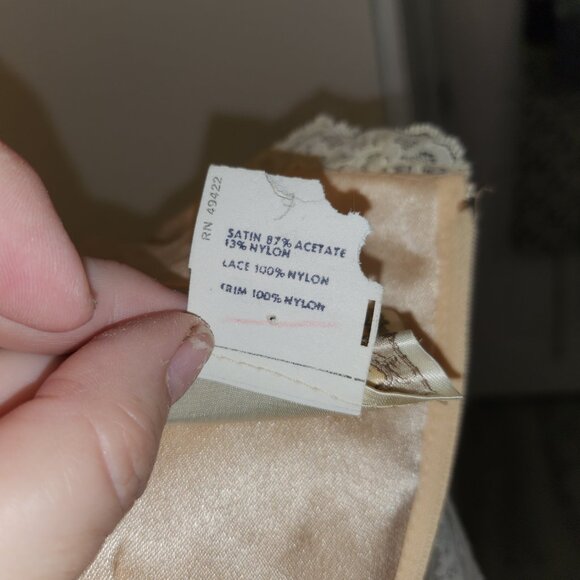 RN 49422
SATIN 87% ACETATE
13% NYLON
LACE 100% NYLON
TRIM 100% NYLON